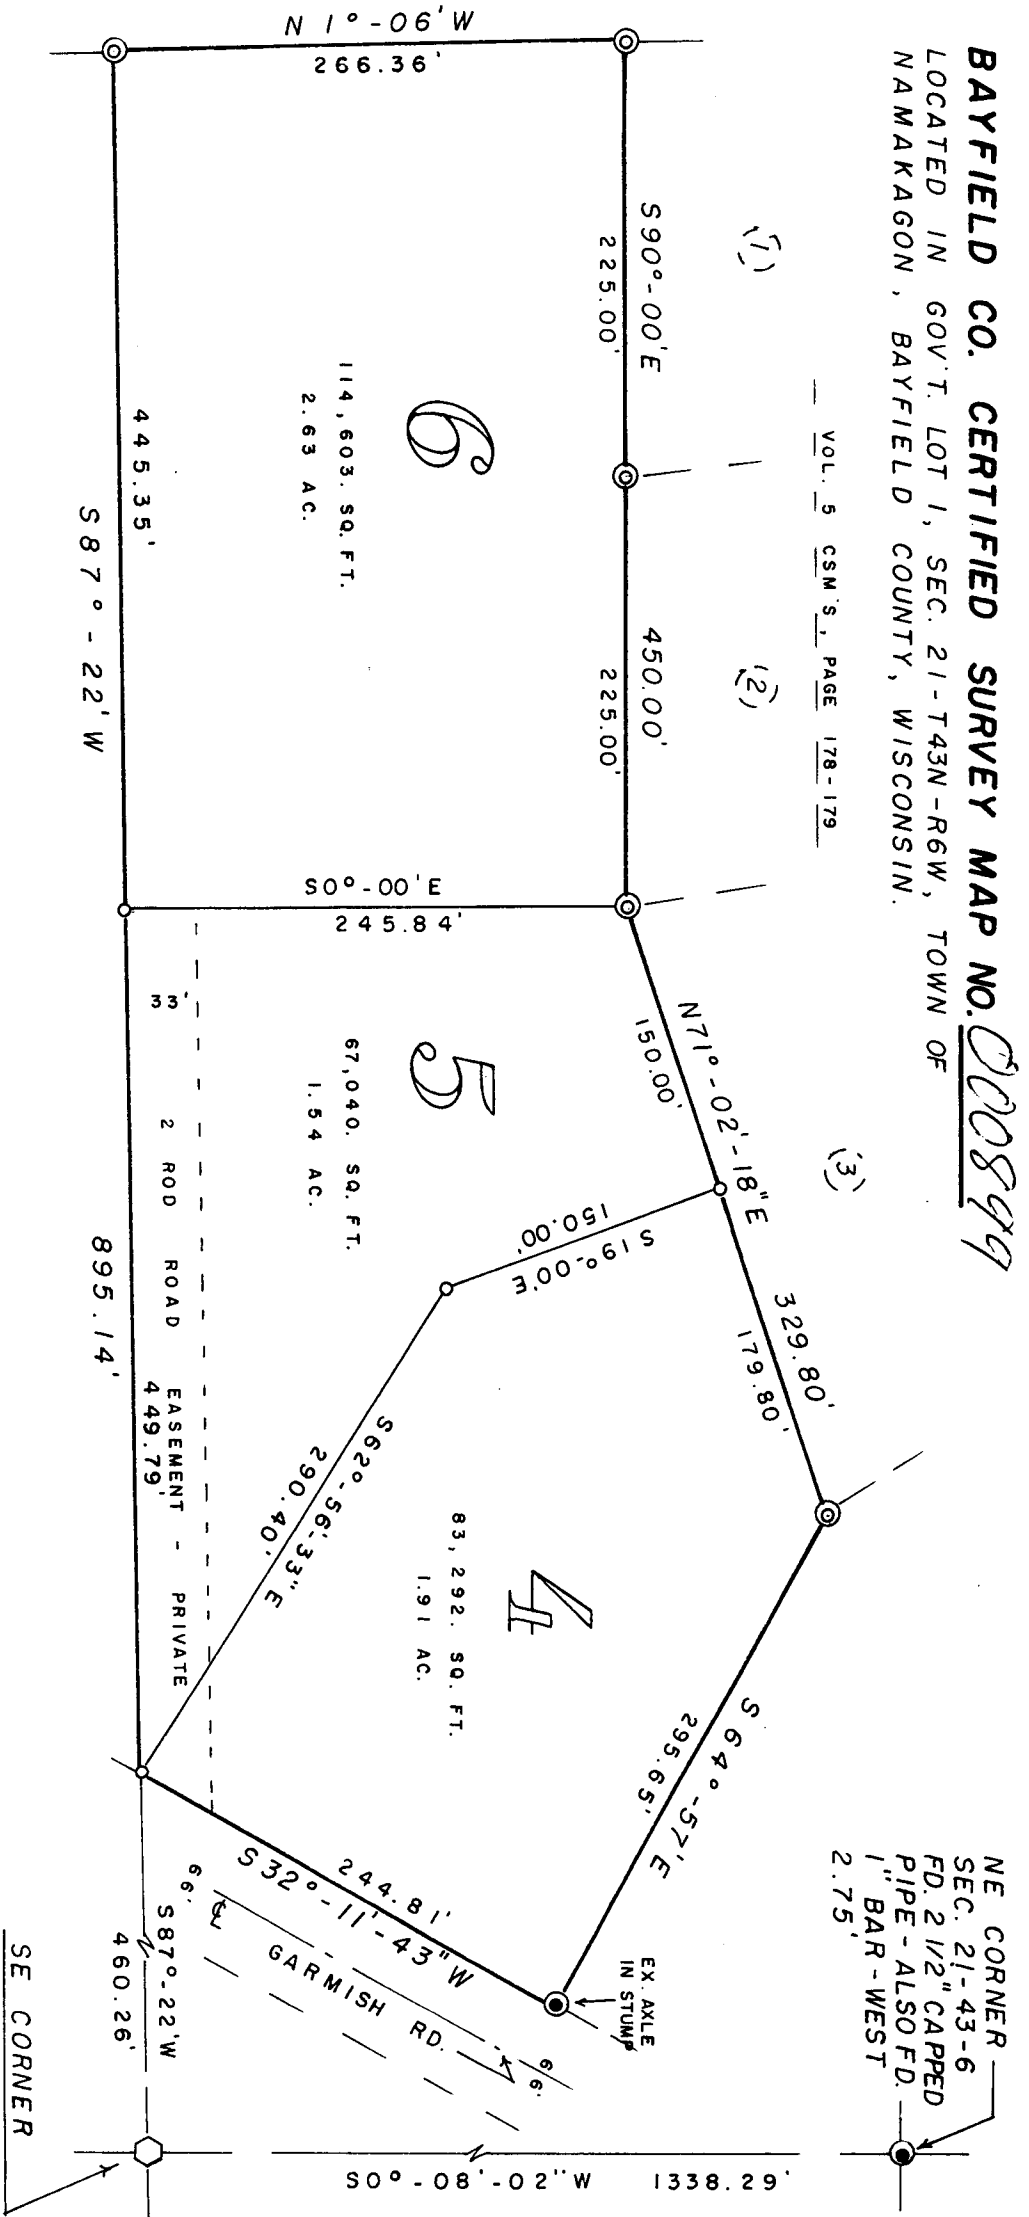 BAYFIELD CO. CERTIFIED SURVEY MAP NO. 000899
LOCATED IN GOV'T. LOT 1, SEC. 21-T43N-R6W, TOWN OF
NAMAKAGON, BAYFIELD COUNTY, WISCONSIN.
VOL. 5 CSM'S, PAGE 178-179
(1)
(2)
(3)
NE CORNER
SEC. 21-43-6
FD. 2 1/2" CAPPED
PIPE - ALSO FD.
1" BAR - WEST
2.75'
N 1°-06' W
266.36'
S90°-00'E
450.00'
225.00'
225.00'
N71°-02'-18"E
329.80'
150.00'
179.80'
S 64°-57'E
295.65'
EX. AXLE
IN STUMP
6
114,603. SQ. FT.
2.63 AC.
S0°-00'E
245.84'
5
67,040. SQ. FT.
1.54 AC.
S19°-00'E
150.00'
S62°-56'-33"E
290.40'
4
83,292. SQ. FT.
1.91 AC.
S 32°-11'-43" W
244.81'
GARMISH RD.
66'
66'
℄
33'
2 ROD ROAD EASEMENT - PRIVATE
449.79'
445.35'
S87°-22'W
895.14'
S87°-22'W
460.26'
S0°-08'-02"W 1338.29'
SE CORNER